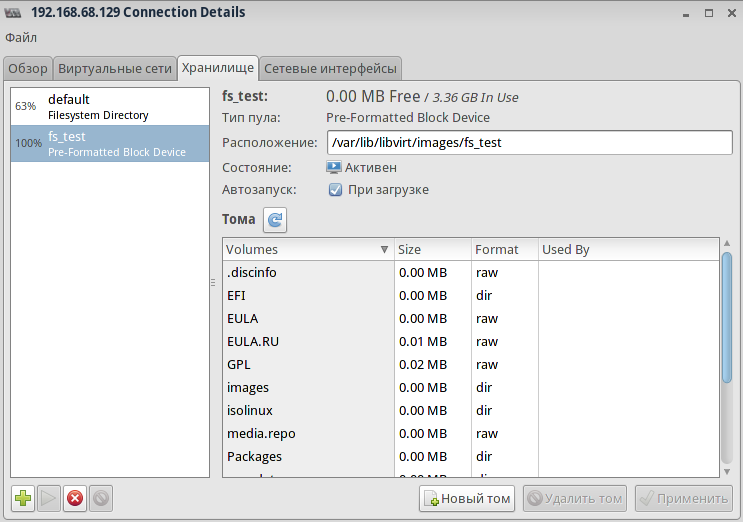 192.168.68.129 Connection Details
Файл
Обзор Виртуальные сети Хранилище Сетевые интерфейсы
63% default
Filesystem Directory
100% fs_test
Pre-Formatted Block Device
fs_test: 0.00 MB Free / 3.36 GB In Use
Тип пула: Pre-Formatted Block Device
Расположение: /var/lib/libvirt/images/fs_test
Состояние: Активен
Автозапуск: При загрузке
Тома
Volumes Size Format Used By
.discinfo 0.00 MB raw
EFI 0.00 MB dir
EULA 0.00 MB raw
EULA.RU 0.01 MB raw
GPL 0.02 MB raw
images 0.00 MB dir
isolinux 0.00 MB dir
media.repo 0.00 MB raw
Packages 0.00 MB dir
0.00 MB dir
Новый том Удалить том Применить